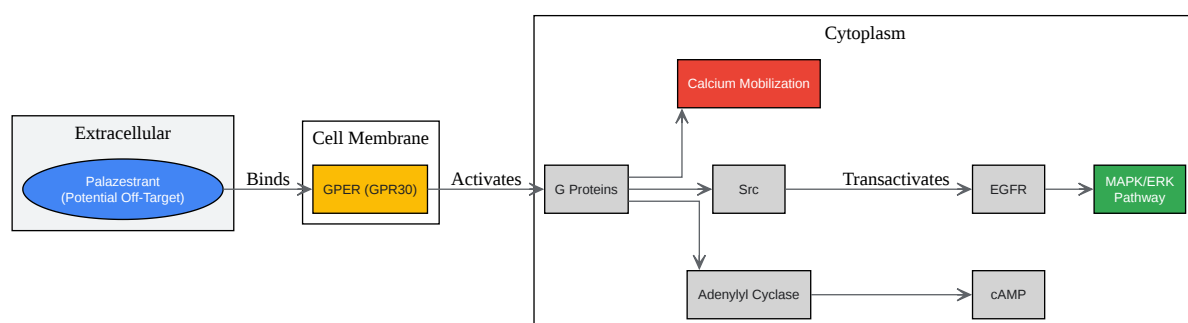 Cytoplasm
Calcium Mobilization
Extracellular
Cell Membrane
Palazestrant
(Potential Off-Target)
Binds
GPER (GPR30)
Activates
G Proteins
Src
Transactivates
EGFR
MAPK/ERK
Pathway
Adenylyl Cyclase
cAMP